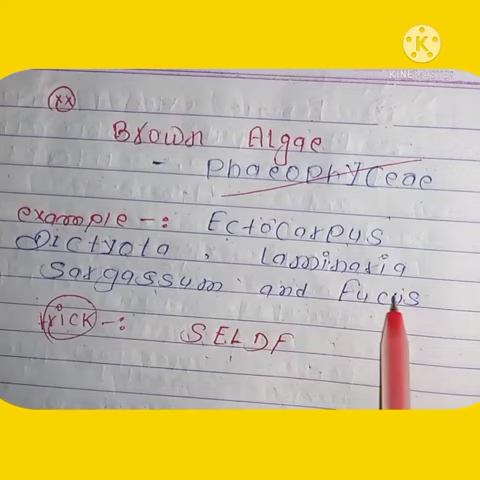 K
KINEMASTER
xx
Brown Algae
- Phaeophyceae
example -: Ectocarpus
Dictyota, Laminaria
Sargassum and Fucus
trick -: SELDF